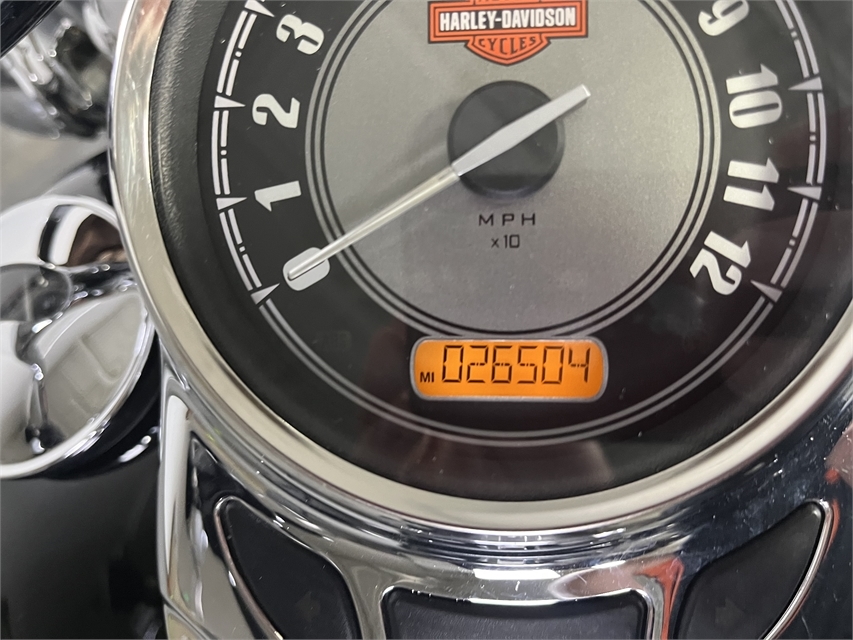 HARLEY-DAVIDSON
CYCLES
0
1
2
3
9
10
11
12
MPH
x10
MI 026504